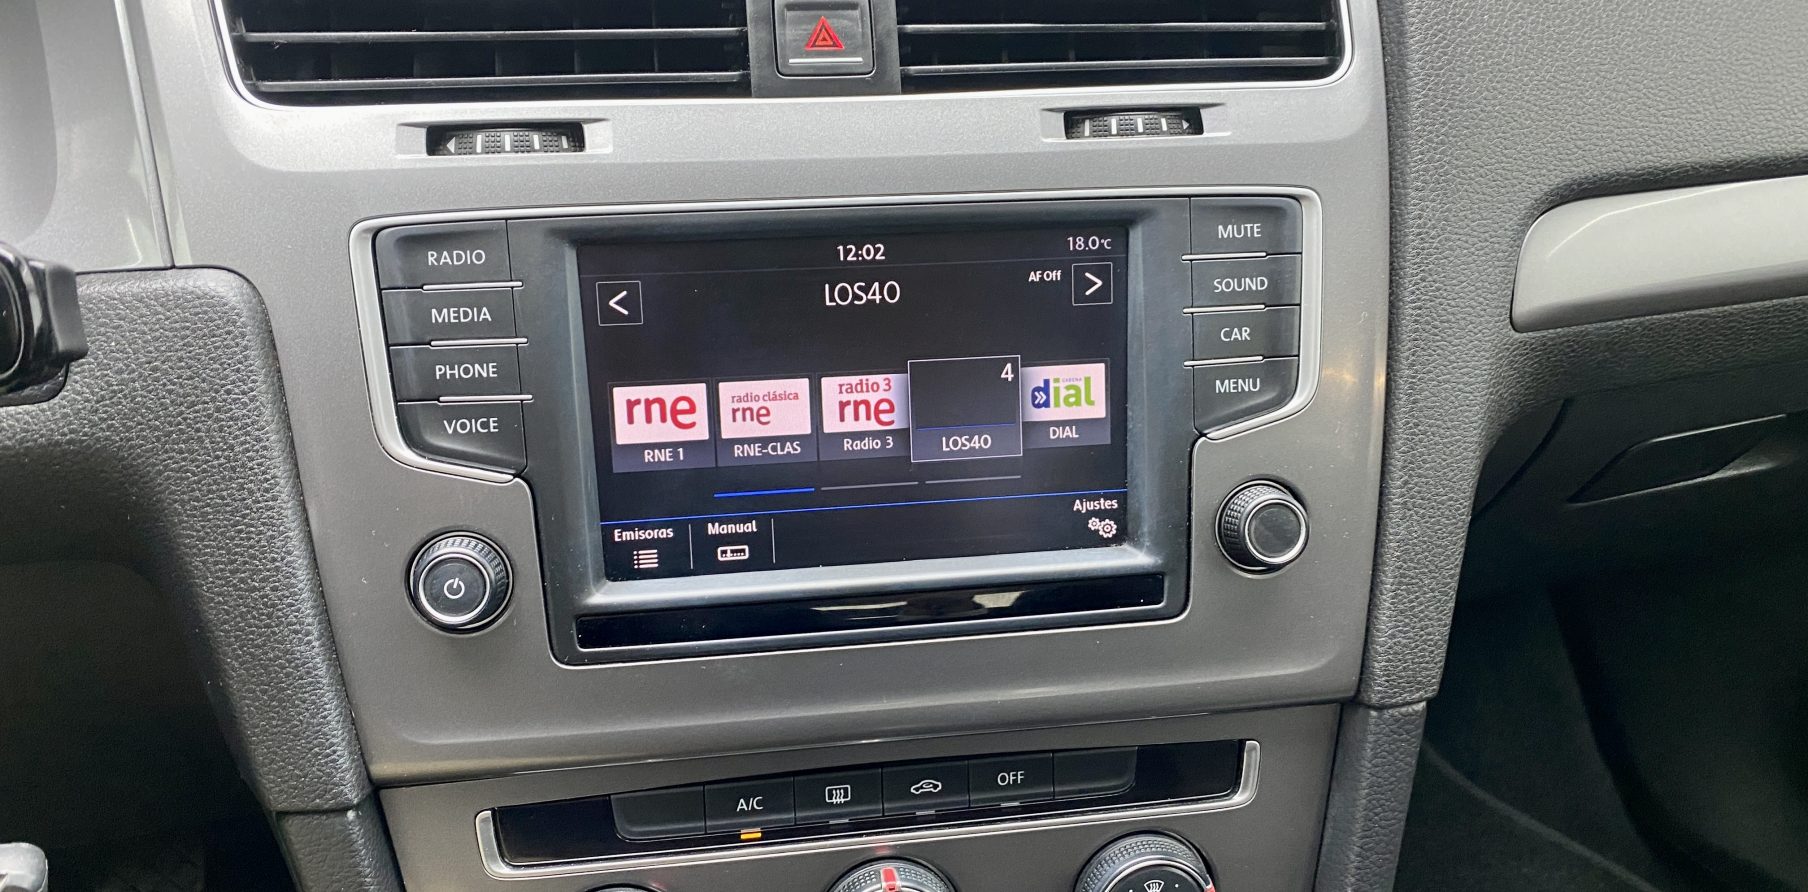 RADIO
MEDIA
PHONE
VOICE
12:02
18.0°C
LOS40
AF Off
<
>
rne
RNE 1
radio clásica
rne
RNE-CLAS
radio 3
rne
Radio 3
4
LOS40
CADENA
dial
DIAL
Emisoras
Manual
Ajustes
MUTE
SOUND
CAR
MENU
A/C
OFF